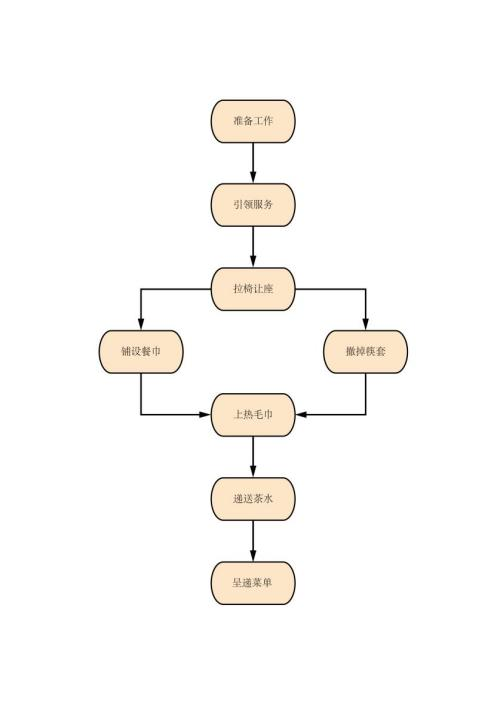 准备工作
引领服务
拉椅让座
铺设餐巾
撤掉筷套
上热毛巾
递送茶水
呈递菜单